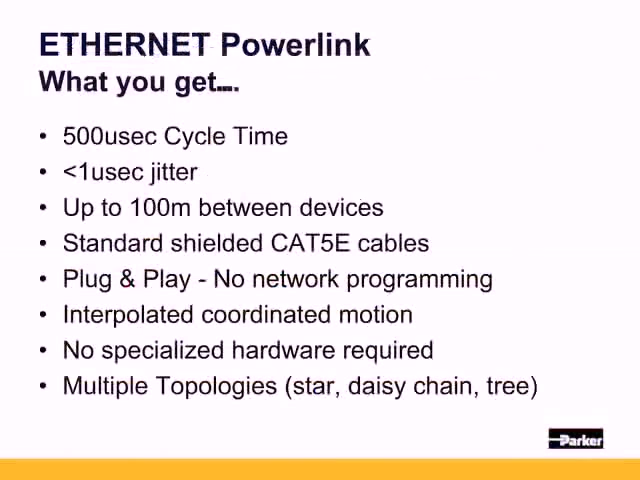 ETHERNET Powerlink
What you get....
• 500usec Cycle Time
• <1usec jitter
• Up to 100m between devices
• Standard shielded CAT5E cables
• Plug & Play - No network programming
• Interpolated coordinated motion
• No specialized hardware required
• Multiple Topologies (star, daisy chain, tree)
Parker